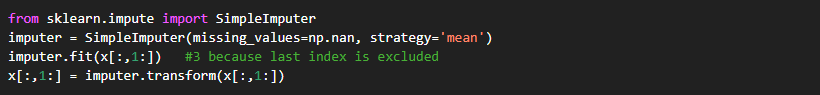 from sklearn.impute import SimpleImputer
imputer = SimpleImputer(missing_values=np.nan, strategy='mean')
imputer.fit(x[:,1:])   #3 because last index is excluded
x[:,1:] = imputer.transform(x[:,1:])